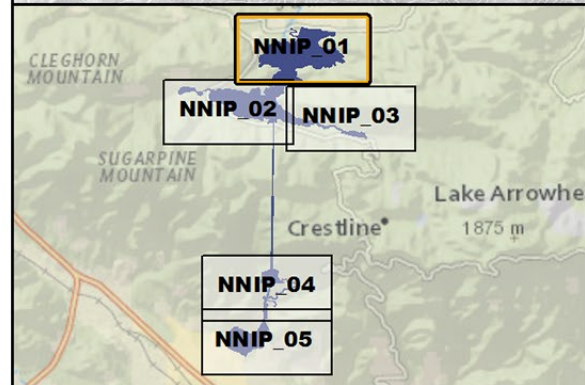 NNIP_01
CLEGHORN
MOUNTAIN
NNIP_02
NNIP_03
SUGARPINE
MOUNTAIN
Lake Arrowhe
Crestline
1875 m
NNIP_04
NNIP_05